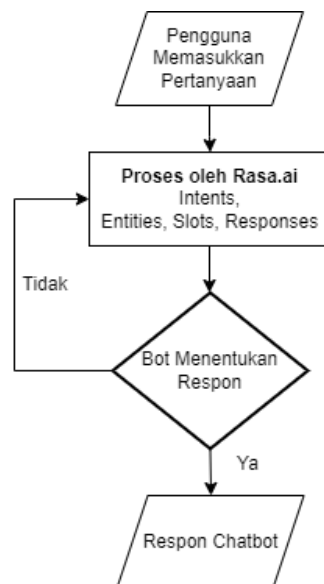 Pengguna
Memasukkan
Pertanyaan
Proses oleh Rasa.ai
Intents,
Entities, Slots, Responses
Tidak
Bot Menentukan
Respon
Ya
Respon Chatbot